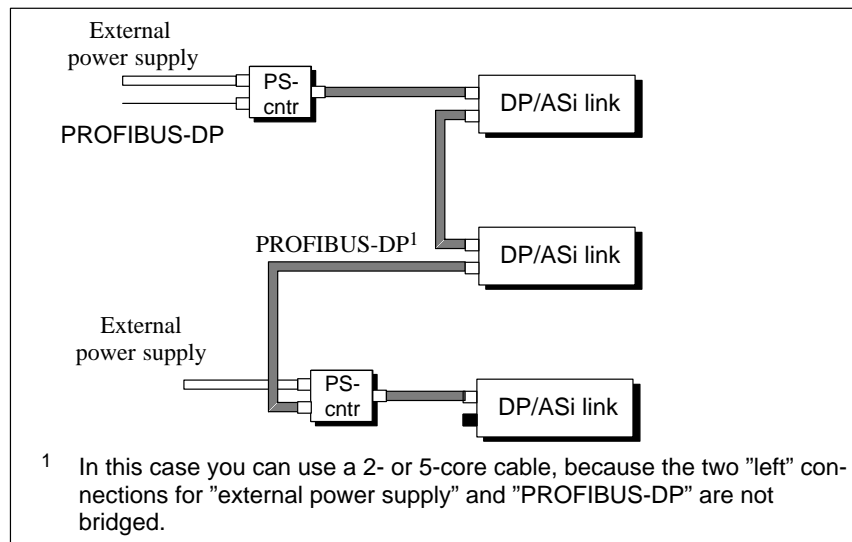 External
power supply
PS-
cntr
DP/ASi link
PROFIBUS-DP
PROFIBUS-DP1
DP/ASi link
External
power supply
PS-
cntr
DP/ASi link
1 In this case you can use a 2- or 5-core cable, because the two ”left” con-
nections for ”external power supply” and ”PROFIBUS-DP” are not
bridged.